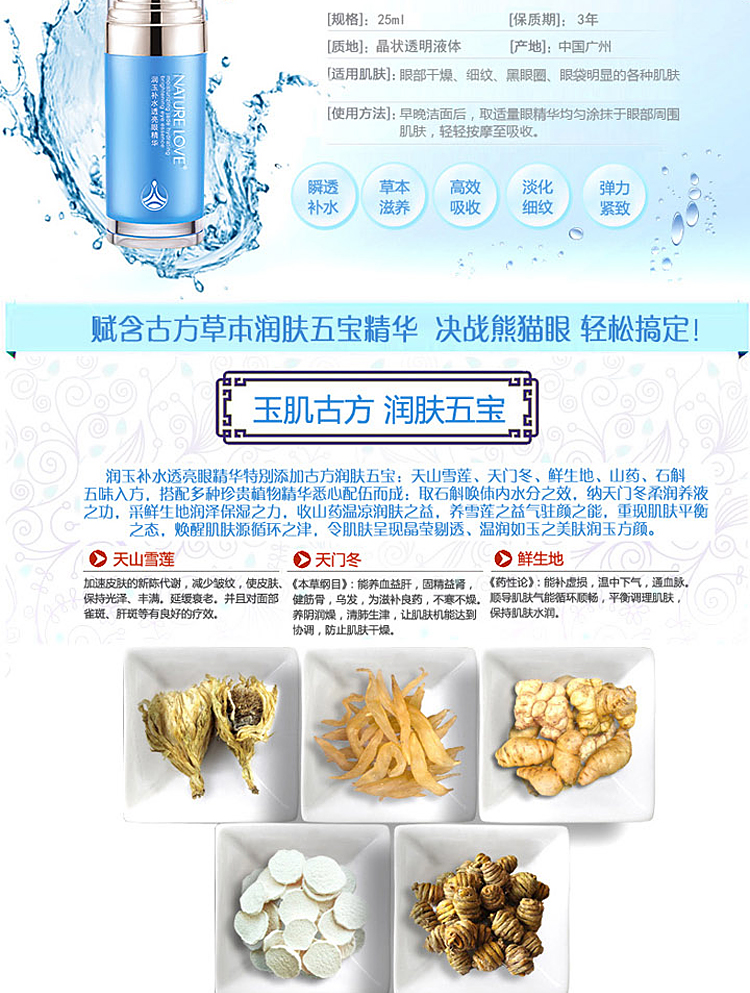 [规格]：25ml
[保质期]：3年
[质地]：晶状透明液体
[产地]：中国广州
[适用肌肤]：眼部干燥、细纹、黑眼圈、眼袋明显的各种肌肤
[使用方法]：早晚洁面后，取适量眼精华均匀涂抹于眼部周围
肌肤，轻轻按摩至吸收。
NATURE LOVE
润玉补水透亮眼精华
瞬透
补水
草本
滋养
高效
吸收
淡化
细纹
弹力
紧致
赋含古方草本润肤五宝精华 决战熊猫眼 轻松搞定！
玉肌古方 润肤五宝
润玉补水透亮眼精华特别添加古方润肤五宝：天山雪莲、天门冬、鲜生地、山药、石斛
五味入方，搭配多种珍贵植物精华悉心配伍而成：取石斛唤体内水分之效，纳天门冬柔润养液
之功，采鲜生地润泽保湿之力，收山药温凉润肤之益，养雪莲之益气驻颜之能，重现肌肤平衡
之态，焕醒肌肤源循环之津，令肌肤呈现晶莹剔透、温润如玉之美肤润玉方颜。
天山雪莲
加速皮肤的新陈代谢，减少皱纹，使皮肤、
保持光泽、丰满。延缓衰老。并且对面部
雀斑、肝斑等有良好的疗效。
天门冬
《本草纲目》：能养血益肝，固精益肾，
健筋骨，乌发，为滋补良药，不寒不燥。
养阴润燥，清肺生津，让肌肤机能达到
协调，防止肌肤干燥。
鲜生地
《药性论》：能补虚损，温中下气，通血脉。
顺导肌肤气能循环顺畅，平衡调理肌肤，
保持肌肤水润。